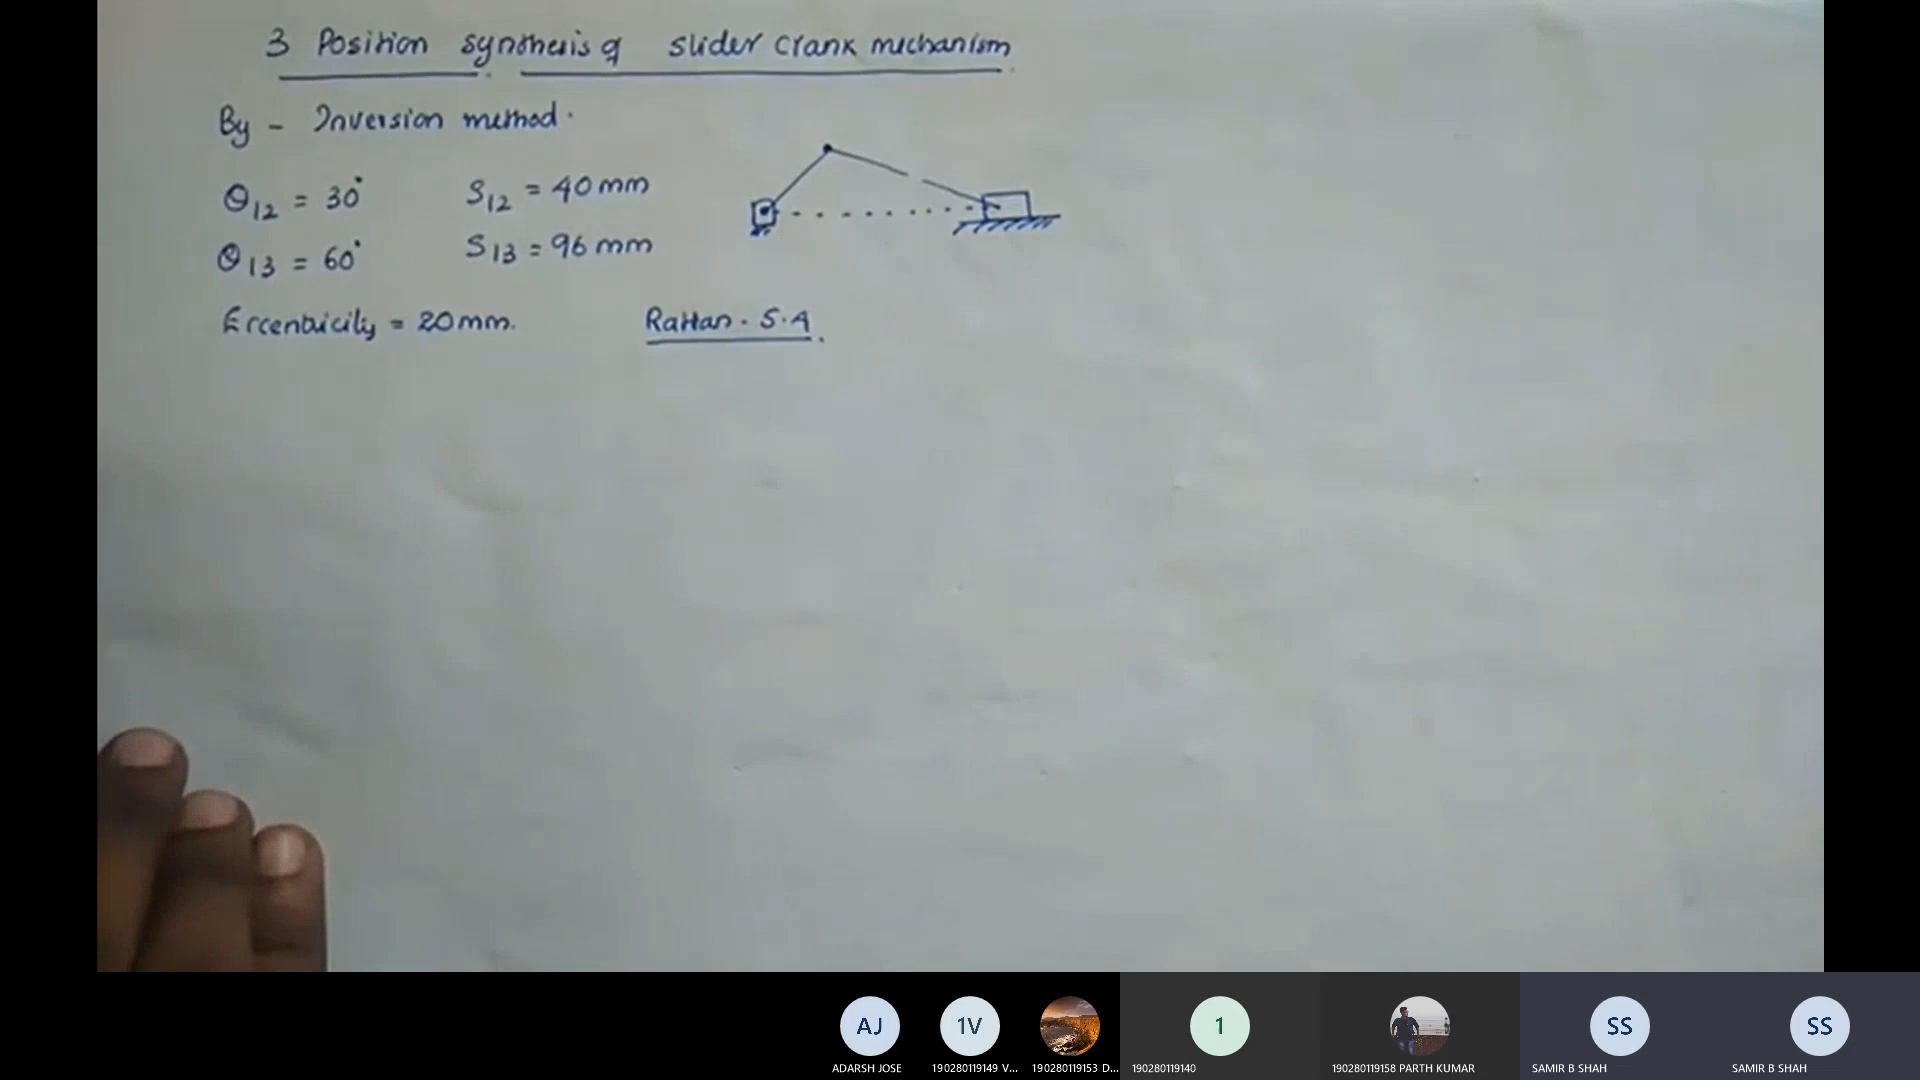 3 Position synthesis of slider crank mechanism
By - Inversion method.
θ12 = 30° S12 = 40 mm
θ13 = 60° S13 = 96 mm
Eccentricity = 20mm. Rattan. S.A
AJ 1V 1 SS SS
ADARSH JOSE 190280119149 V... 190280119153 D... 190280119140 190280119158 PARTH KUMAR SAMIR B SHAH SAMIR B SHAH